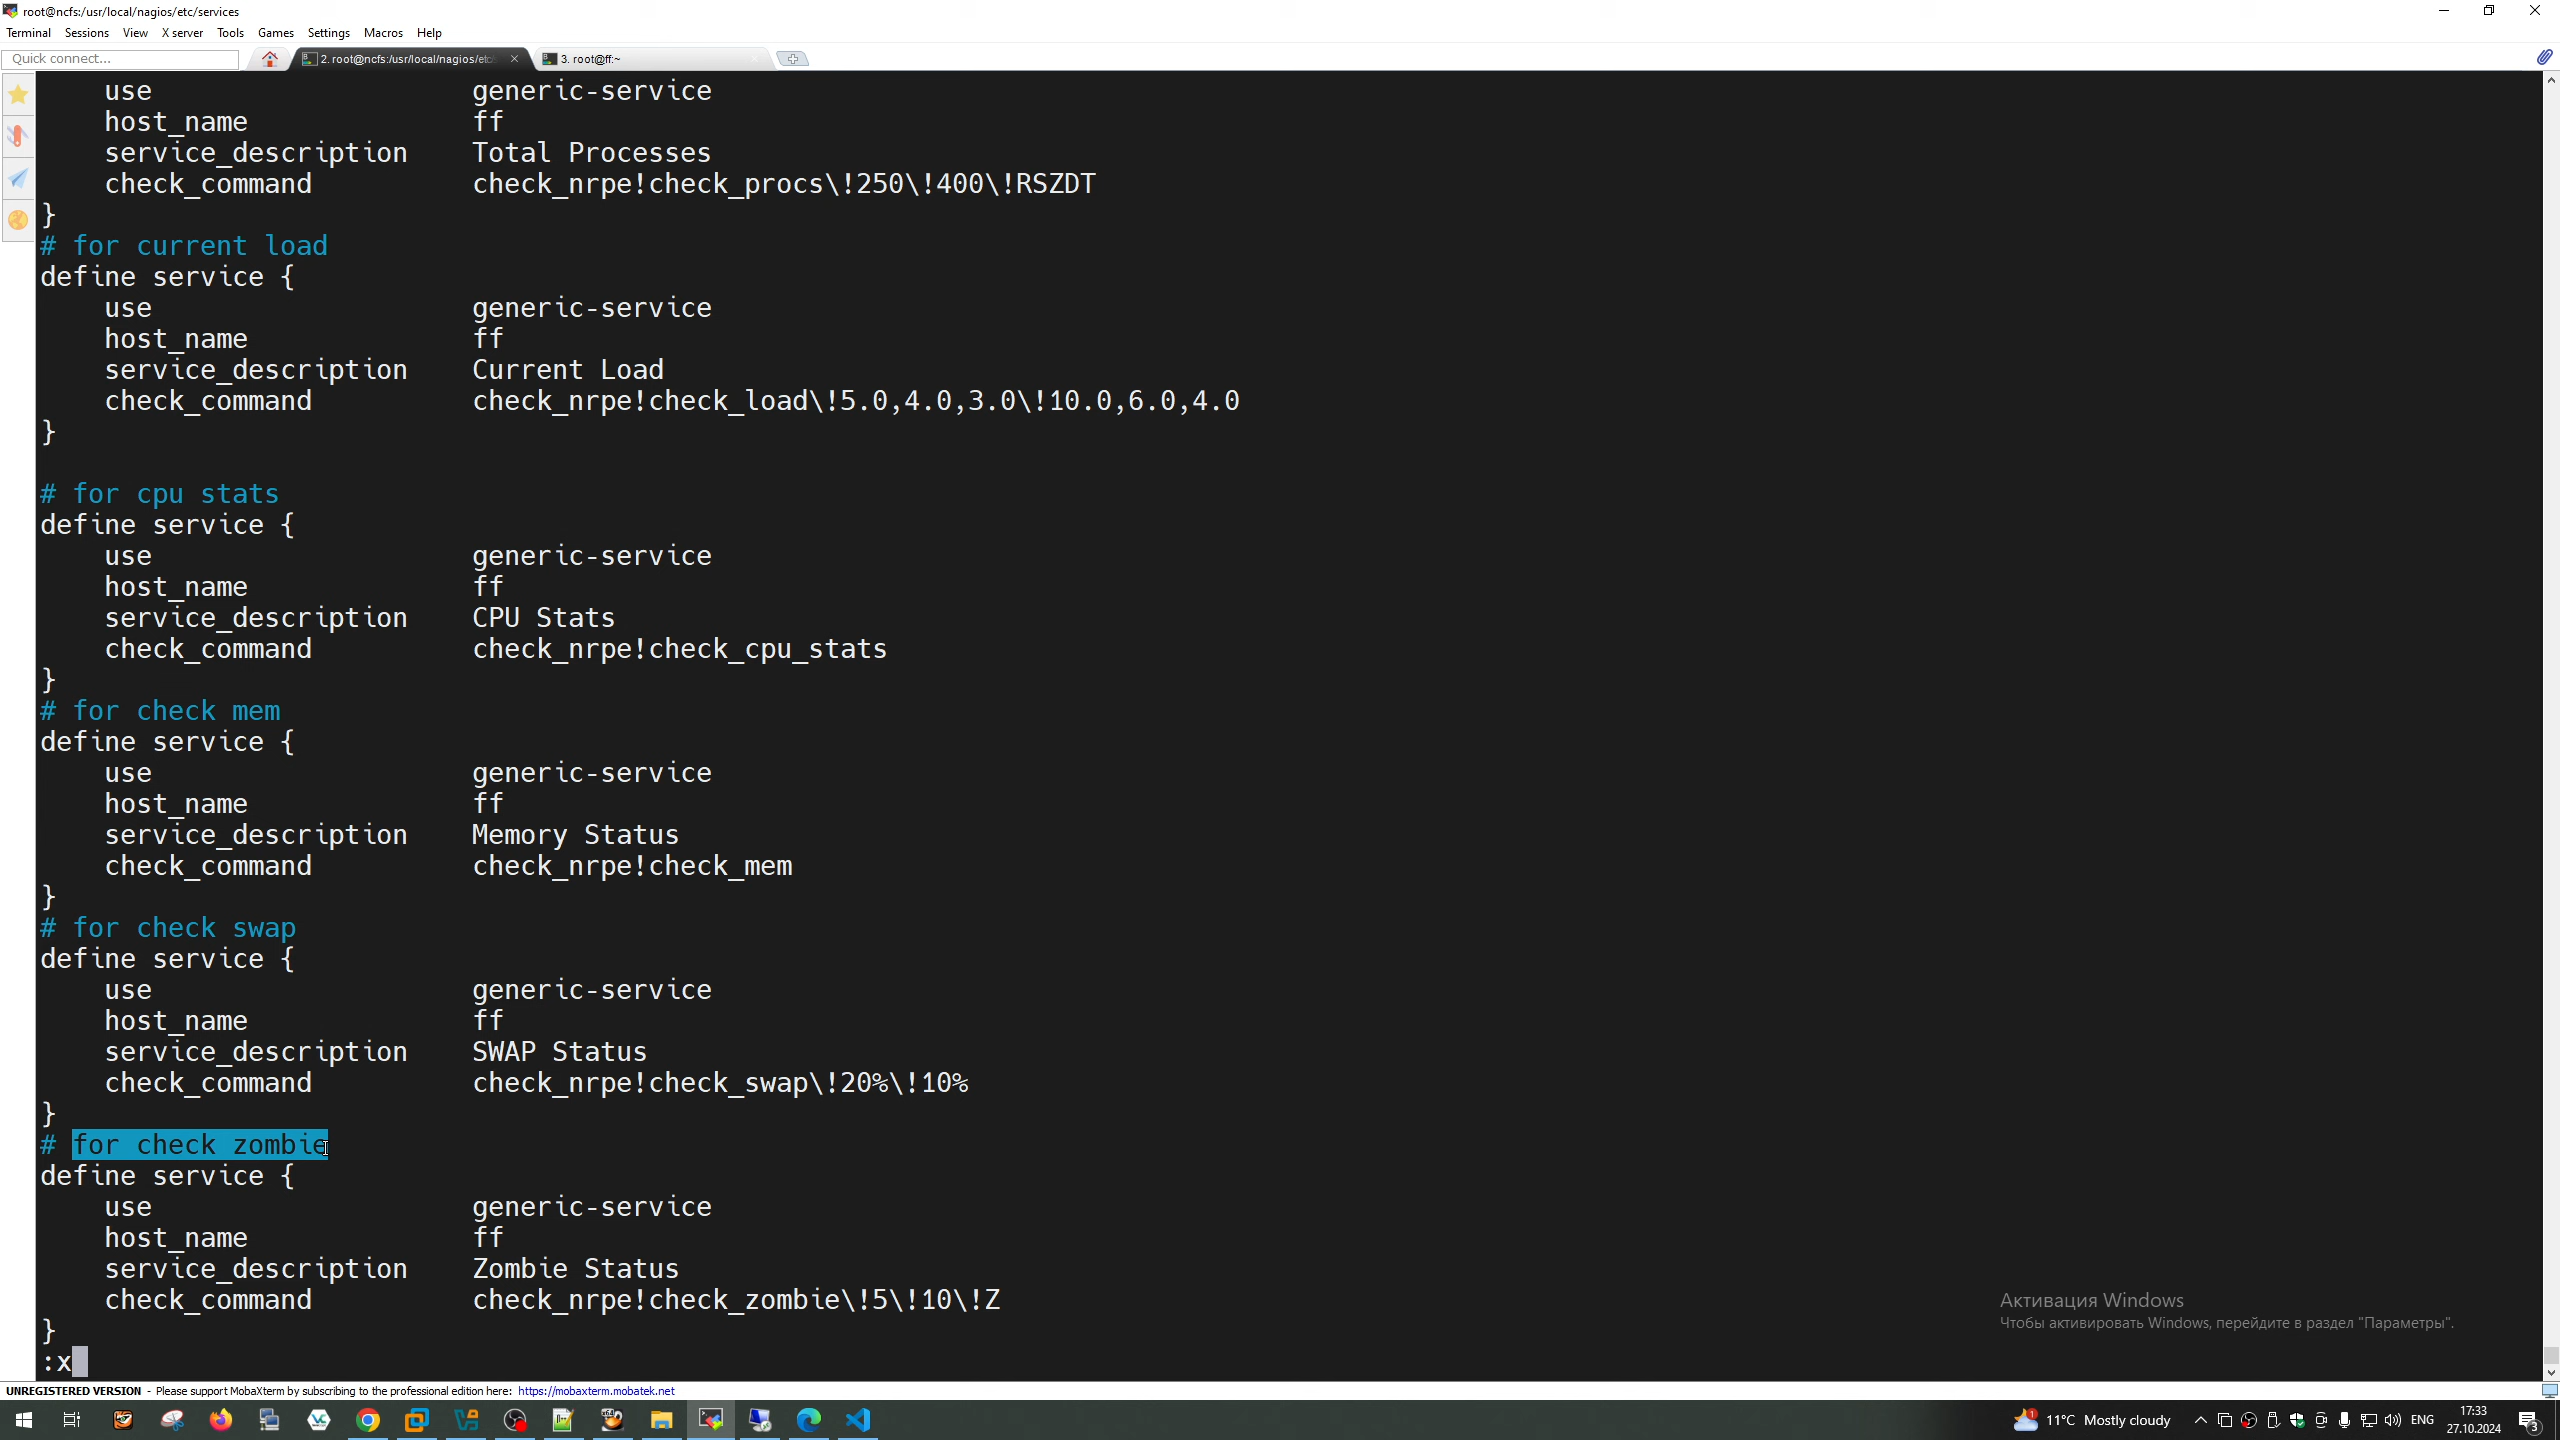 root@ncfs:/usr/local/nagios/etc/services
Terminal Sessions View X server Tools Games Settings Macros Help
Quick connect...
2. root@ncfs:/usr/local/nagios/etc
3. root@ff:~
use generic-service
host_name ff
service_description Total Processes
check_command check_nrpe!check_procs\!250\!400\!RSZDT
}
# for current load
define service {
use generic-service
host_name ff
service_description Current Load
check_command check_nrpe!check_load\!5.0,4.0,3.0\!10.0,6.0,4.0
}
# for cpu stats
define service {
use generic-service
host_name ff
service_description CPU Stats
check_command check_nrpe!check_cpu_stats
}
# for check mem
define service {
use generic-service
host_name ff
service_description Memory Status
check_command check_nrpe!check_mem
}
# for check swap
define service {
use generic-service
host_name ff
service_description SWAP Status
check_command check_nrpe!check_swap\!20%\!10%
}
# for check zombie
define service {
use generic-service
host_name ff
service_description Zombie Status
check_command check_nrpe!check_zombie\!5\!10\!Z
}
:x
Активация Windows
Чтобы активировать Windows, перейдите в раздел "Параметры".
UNREGISTERED VERSION - Please support MobaXterm by subscribing to the professional edition here: https://mobaxterm.mobatek.net
11°C Mostly cloudy
ENG
17:33
27.10.2024
3